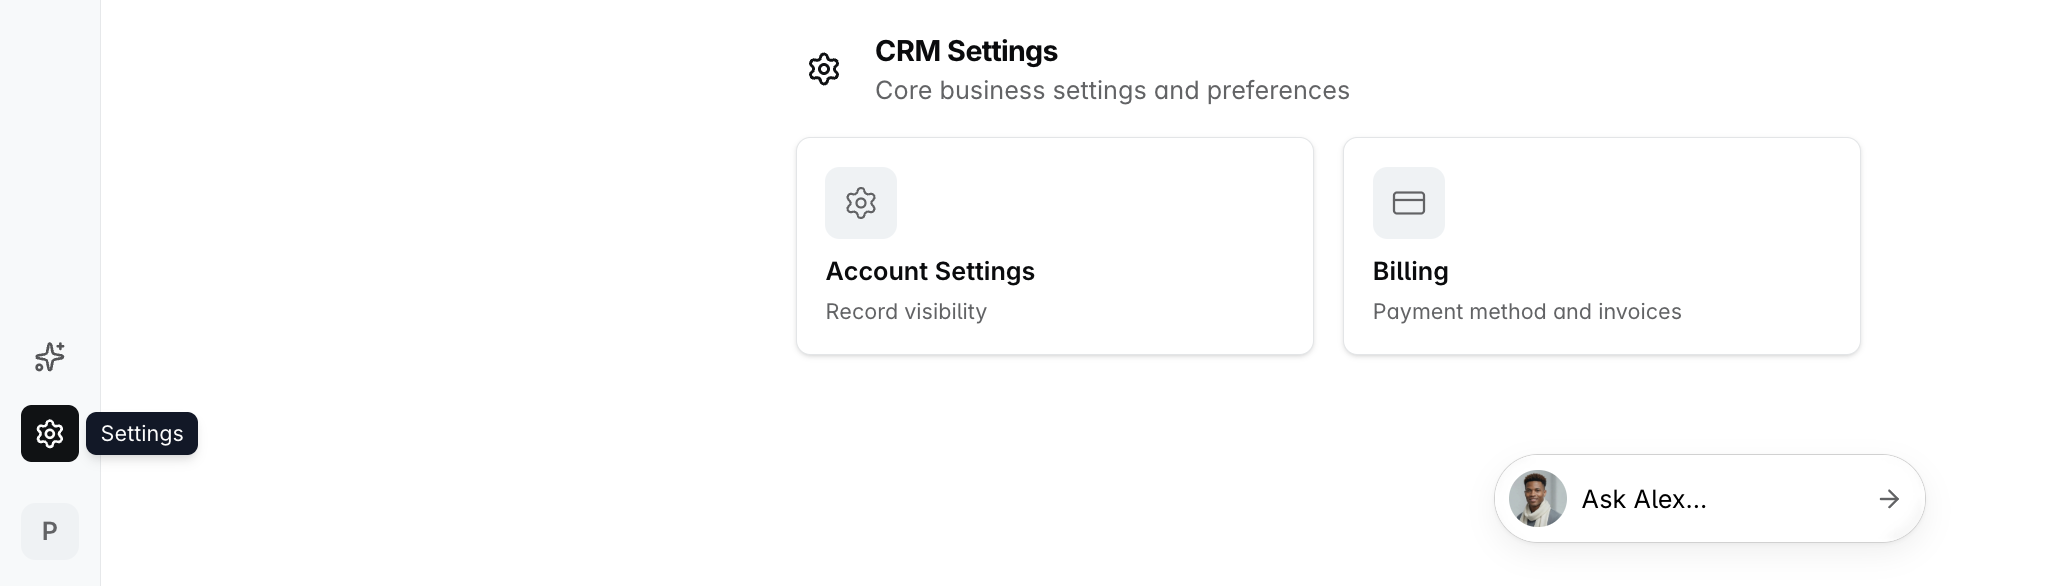 CRM Settings
Core business settings and preferences
Account Settings
Record visibility
Billing
Payment method and invoices
Settings
Ask Alex...
P